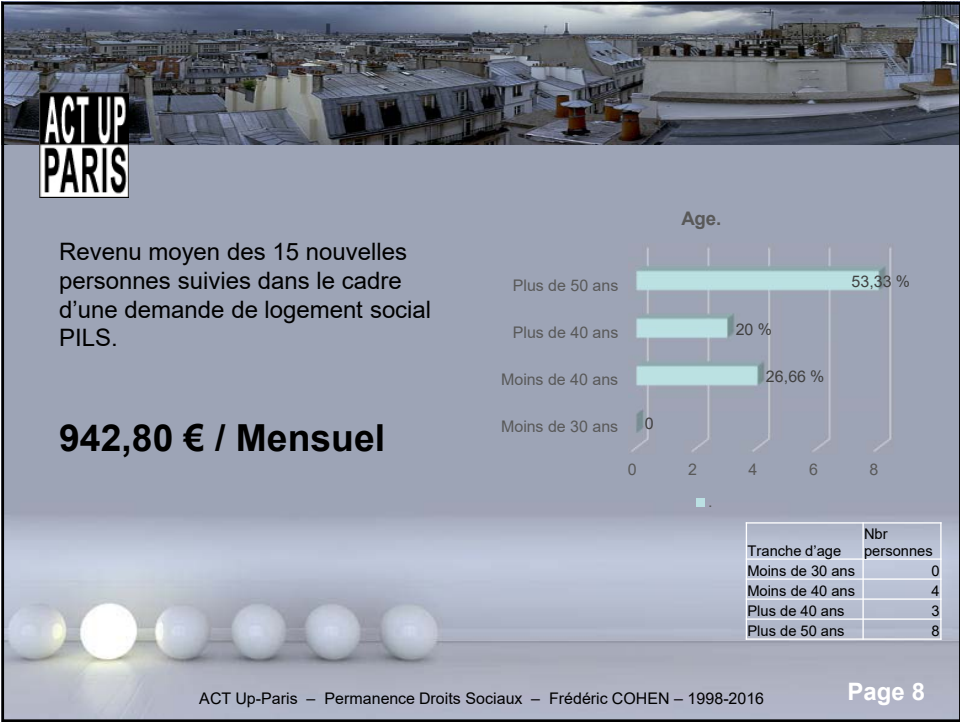 ACT UP
PARIS
Revenu moyen des 15 nouvelles
personnes suivies dans le cadre
d’une demande de logement social
PILS.
942,80 € / Mensuel
Age.
Plus de 50 ans 53,33 %
Plus de 40 ans 20 %
Moins de 40 ans 26,66 %
Moins de 30 ans 0
0 2 4 6 8
.
Tranche d’age Nbr personnes
Moins de 30 ans 0
Moins de 40 ans 4
Plus de 40 ans 3
Plus de 50 ans 8
ACT Up-Paris – Permanence Droits Sociaux – Frédéric COHEN – 1998-2016
Page 8